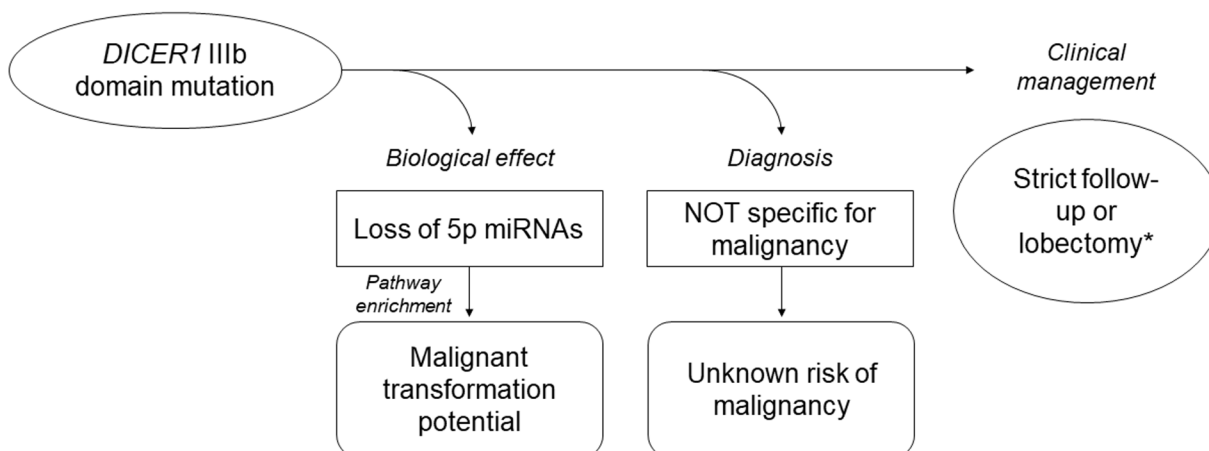 DICER1 IIIb
domain mutation
Clinical
management
Biological effect
Diagnosis
Strict follow-
up or
lobectomy*
Loss of 5p miRNAs
NOT specific for
malignancy
Pathway
enrichment
Malignant
transformation
potential
Unknown risk of
malignancy